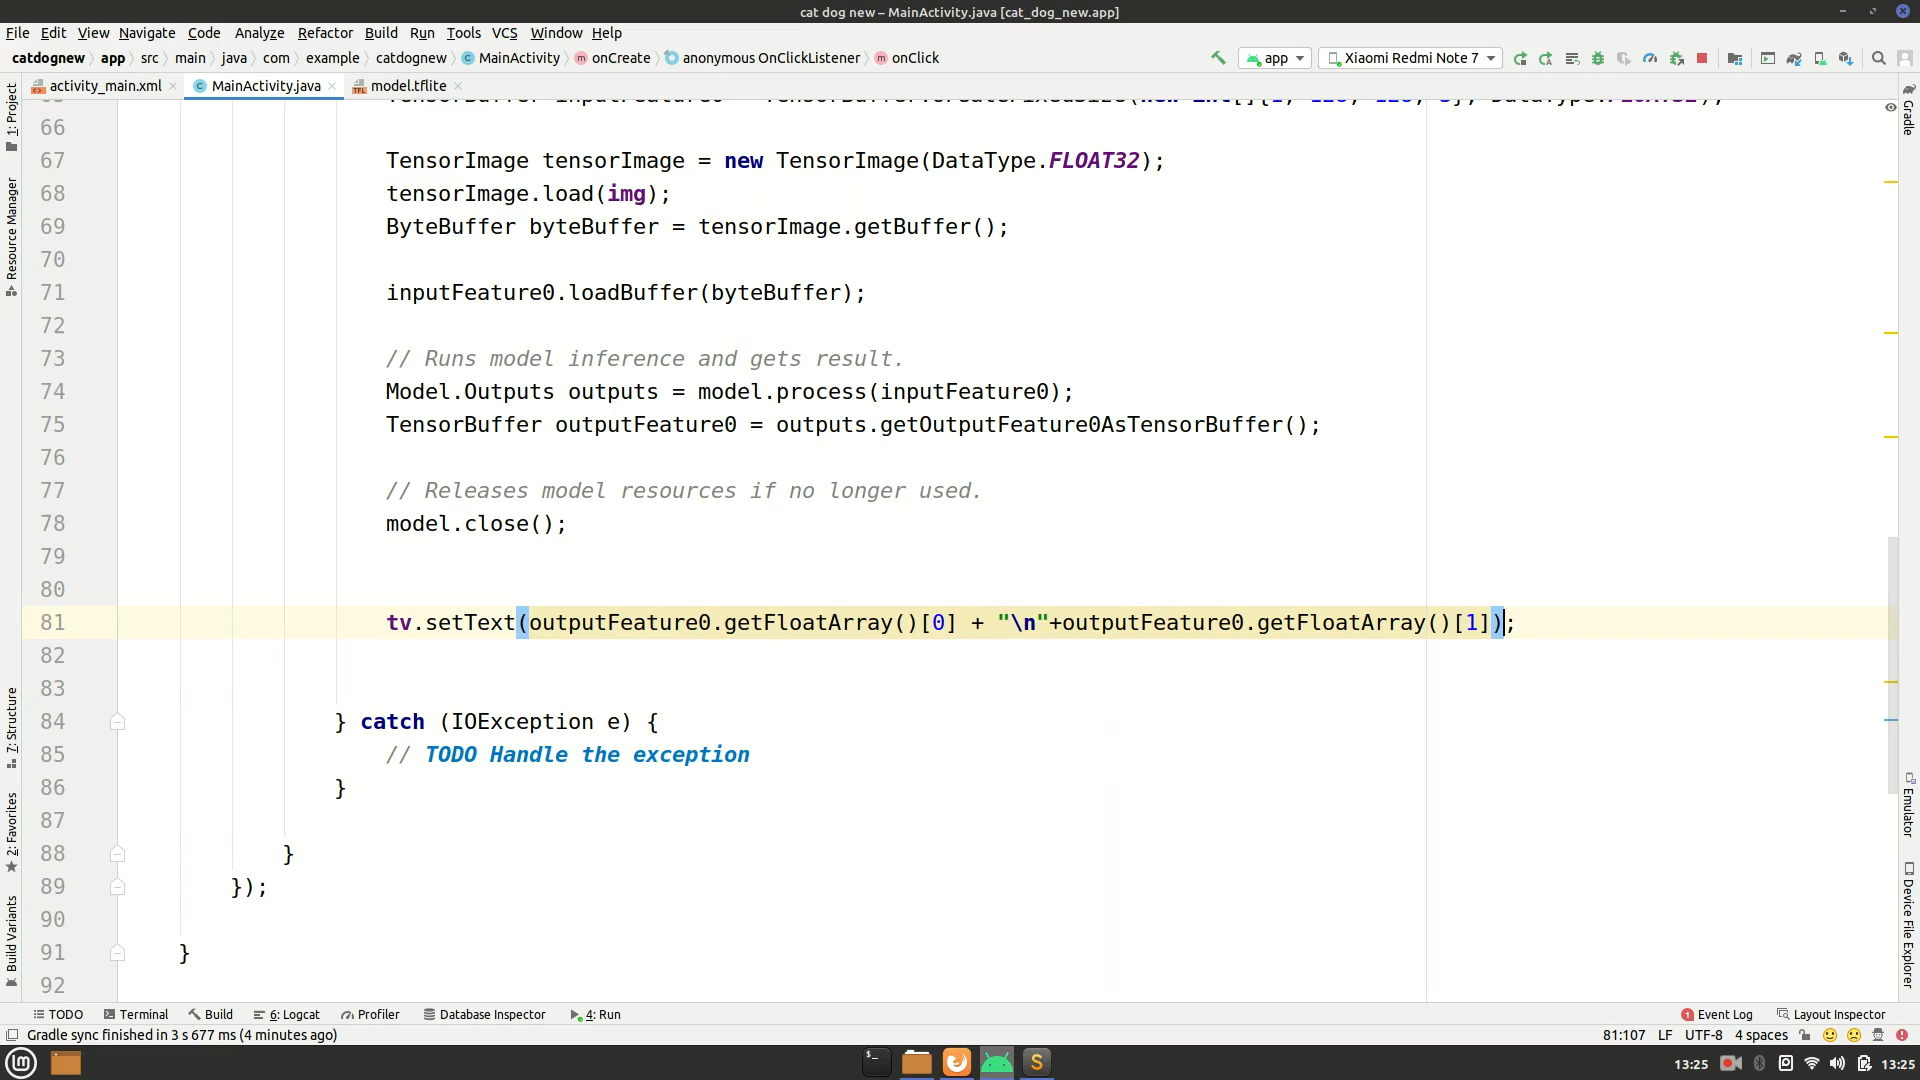 cat dog new – MainActivity.java [cat_dog_new.app]
File Edit View Navigate Code Analyze Refactor Build Run Tools VCS Window Help
catdognew app src main java com example catdognew MainActivity onCreate anonymous OnClickListener onClick
app Xiaomi Redmi Note 7
activity_main.xml MainActivity.java model.tflite
1: Project
Resource Manager
7: Structure
2: Favorites
Build Variants
66
67 TensorImage tensorImage = new TensorImage(DataType.FLOAT32);
68 tensorImage.load(img);
69 ByteBuffer byteBuffer = tensorImage.getBuffer();
70
71 inputFeature0.loadBuffer(byteBuffer);
72
73 // Runs model inference and gets result.
74 Model.Outputs outputs = model.process(inputFeature0);
75 TensorBuffer outputFeature0 = outputs.getOutputFeature0AsTensorBuffer();
76
77 // Releases model resources if no longer used.
78 model.close();
79
80
81 tv.setText(outputFeature0.getFloatArray()[0] + "\n"+outputFeature0.getFloatArray()[1]);
82
83
84 } catch (IOException e) {
85 // TODO Handle the exception
86 }
87
88 }
89 });
90
91 }
92
Gradle
Emulator
Device File Explorer
TODO Terminal Build 6: Logcat Profiler Database Inspector 4: Run 1 Event Log Layout Inspector
Gradle sync finished in 3 s 677 ms (4 minutes ago) 81:107 LF UTF-8 4 spaces
13:25 13:25